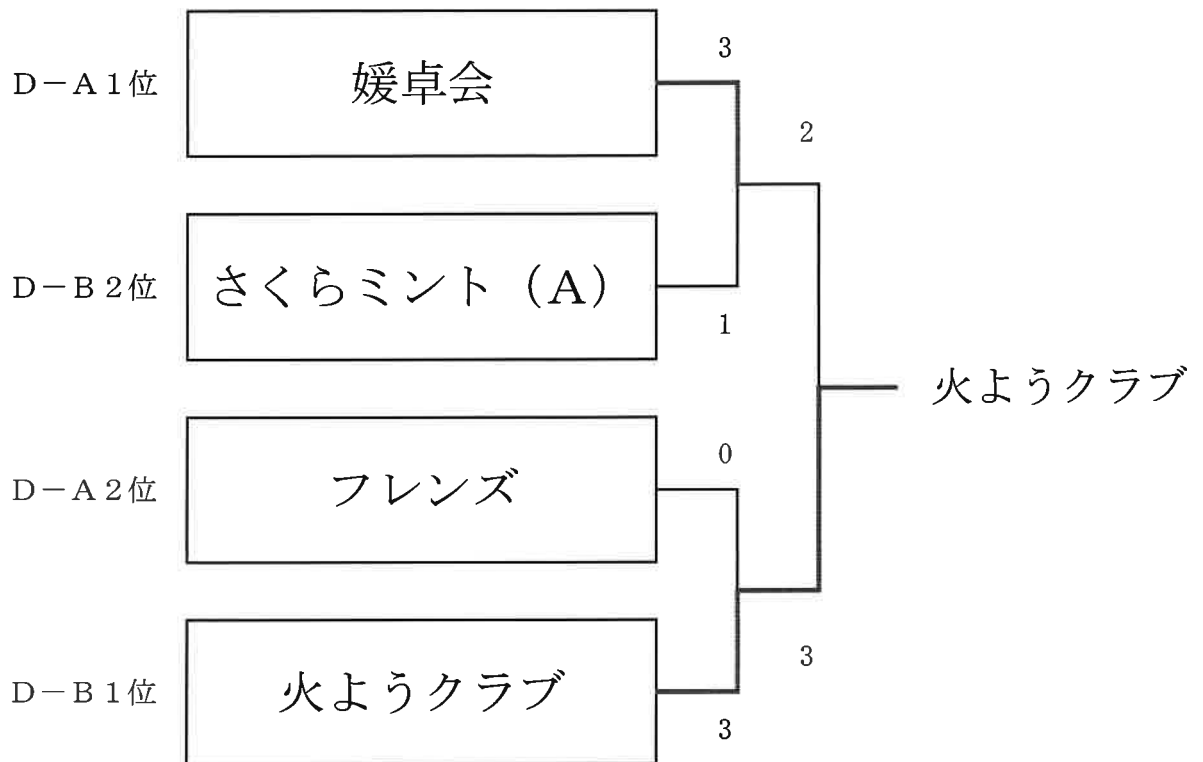 D－A１位
媛卓会
3
2
D－B２位
さくらミント（A）
1
火ようクラブ
D－A２位
フレンズ
0
3
D－B１位
火ようクラブ
3